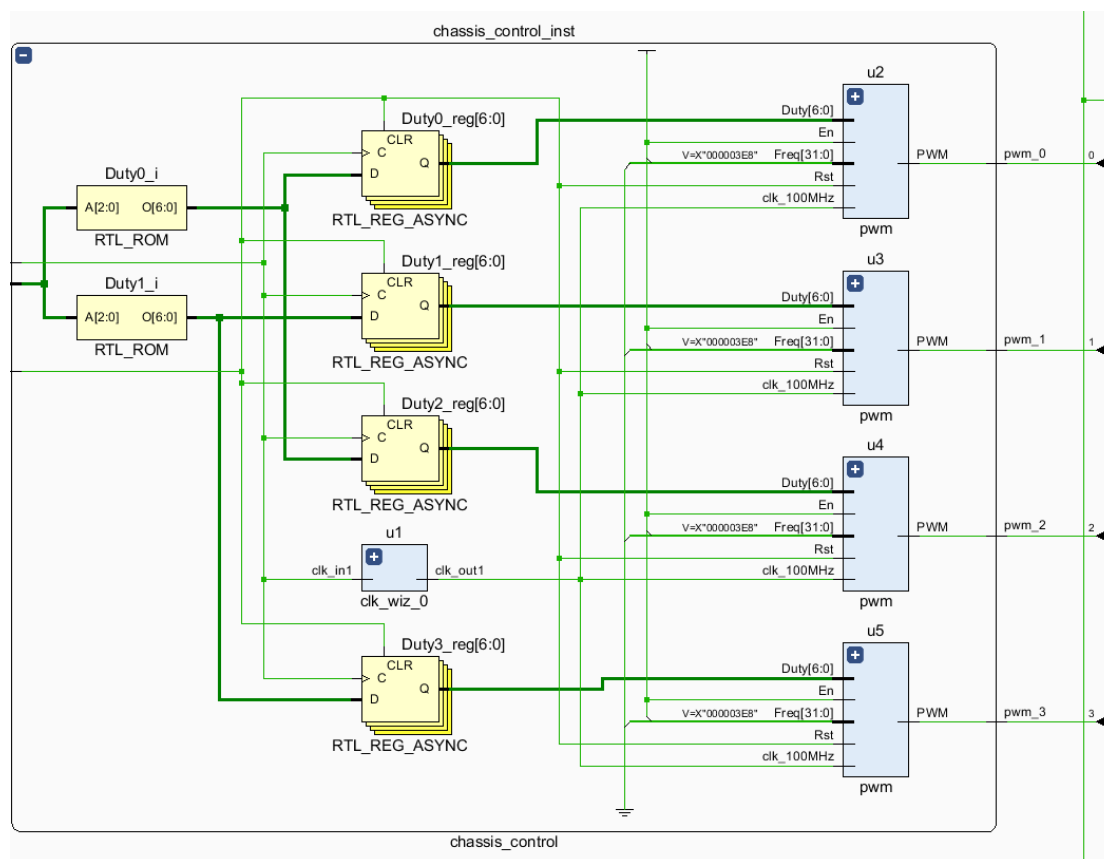 chassis_control_inst
Duty0_i
A[2:0] O[6:0]
RTL_ROM
Duty1_i
A[2:0] O[6:0]
RTL_ROM
Duty0_reg[6:0]
CLR
C
Q
D
RTL_REG_ASYNC
Duty1_reg[6:0]
CLR
C
Q
D
RTL_REG_ASYNC
Duty2_reg[6:0]
CLR
C
Q
D
RTL_REG_ASYNC
u1
clk_in1 clk_out1
clk_wiz_0
Duty3_reg[6:0]
CLR
C
Q
D
RTL_REG_ASYNC
u2
Duty[6:0]
En
V=X"000003E8" Freq[31:0]
PWM pwm_0 0
Rst
clk_100MHz
pwm
u3
Duty[6:0]
En
V=X"000003E8" Freq[31:0]
PWM pwm_1 1
Rst
clk_100MHz
pwm
u4
Duty[6:0]
En
V=X"000003E8" Freq[31:0]
PWM pwm_2 2
Rst
clk_100MHz
pwm
u5
Duty[6:0]
En
V=X"000003E8" Freq[31:0]
PWM pwm_3 3
Rst
clk_100MHz
pwm
chassis_control